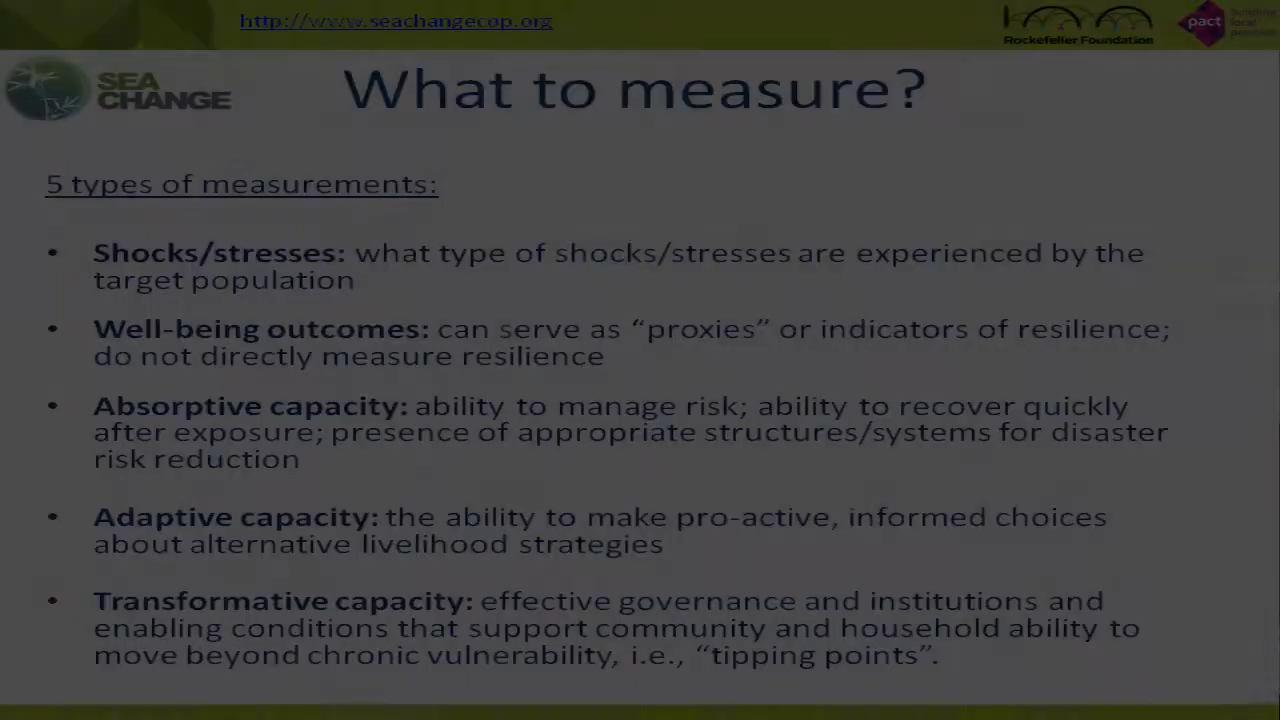 http://www.seachangecop.org
Rockefeller Foundation
pact
building
local
promise
SEA
CHANGE
What to measure?
5 types of measurements:
• Shocks/stresses: what type of shocks/stresses are experienced by the
target population
• Well-being outcomes: can serve as “proxies” or indicators of resilience;
do not directly measure resilience
• Absorptive capacity: ability to manage risk; ability to recover quickly
after exposure; presence of appropriate structures/systems for disaster
risk reduction
• Adaptive capacity: the ability to make pro-active, informed choices
about alternative livelihood strategies
• Transformative capacity: effective governance and institutions and
enabling conditions that support community and household ability to
move beyond chronic vulnerability, i.e., “tipping points”.